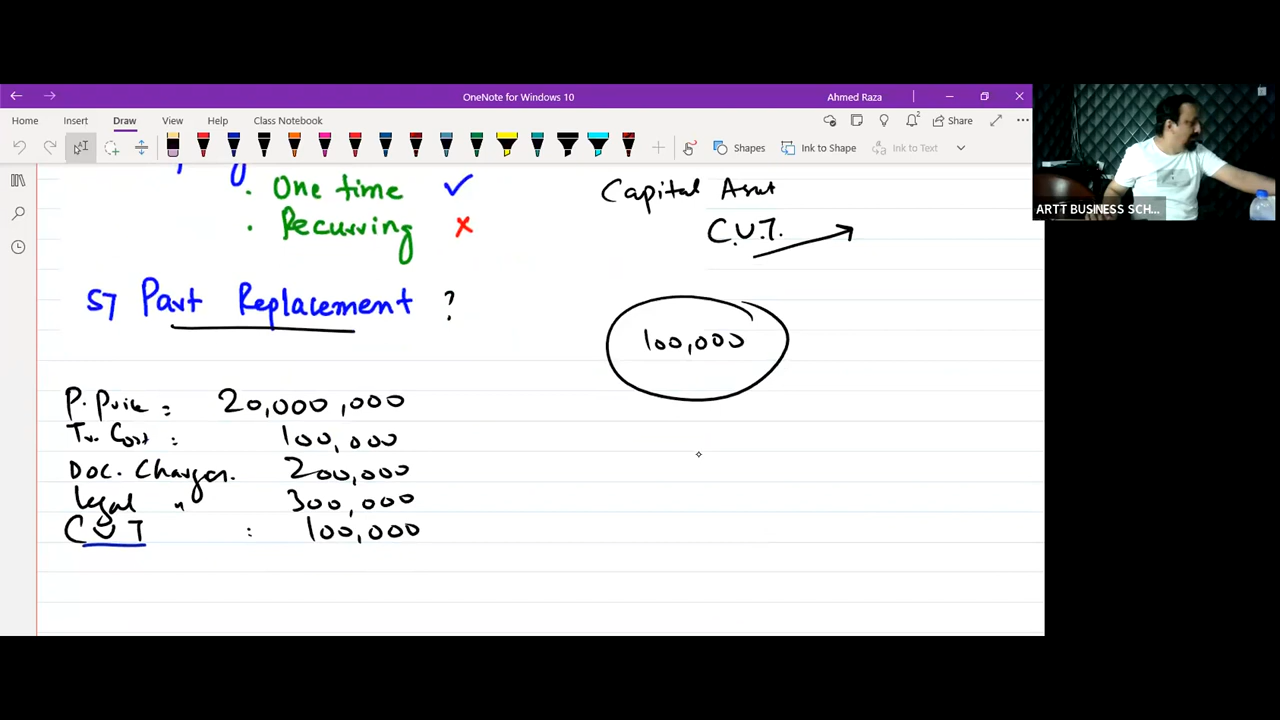 OneNote for Windows 10
Ahmed Raza
Home Insert Draw View Help Class Notebook
Share
Shapes Ink to Shape Ink to Text
ARTT BUSINESS SCH...
. One time ✓
. Recurring ✗
Capital Asset
C.V.T.
57 Part Replacement ?
100,000
P. Price = 20,000,000
Tr. Cost : 100,000
Doc. Charges. 200,000
Legal " 300,000
CVT : 100,000